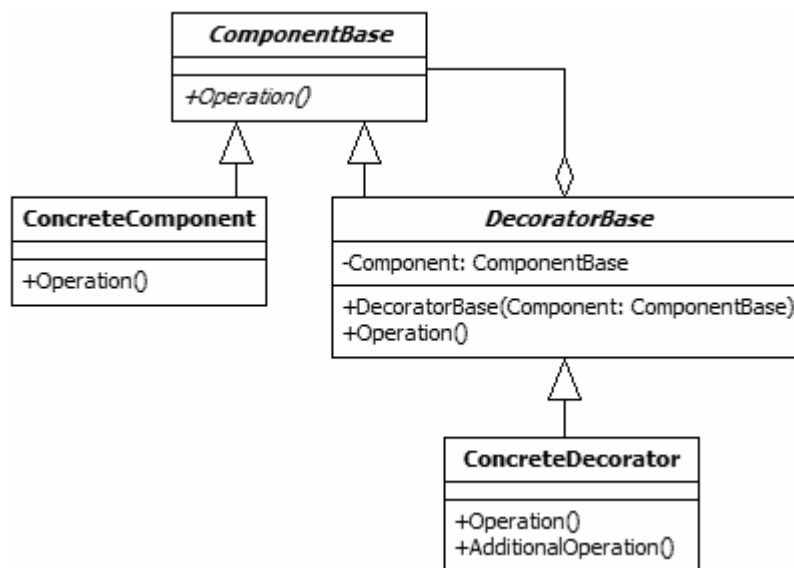 ComponentBase
+Operation()
ConcreteComponent
+Operation()
DecoratorBase
-Component: ComponentBase
+DecoratorBase(Component: ComponentBase)
+Operation()
ConcreteDecorator
+Operation()
+AdditionalOperation()